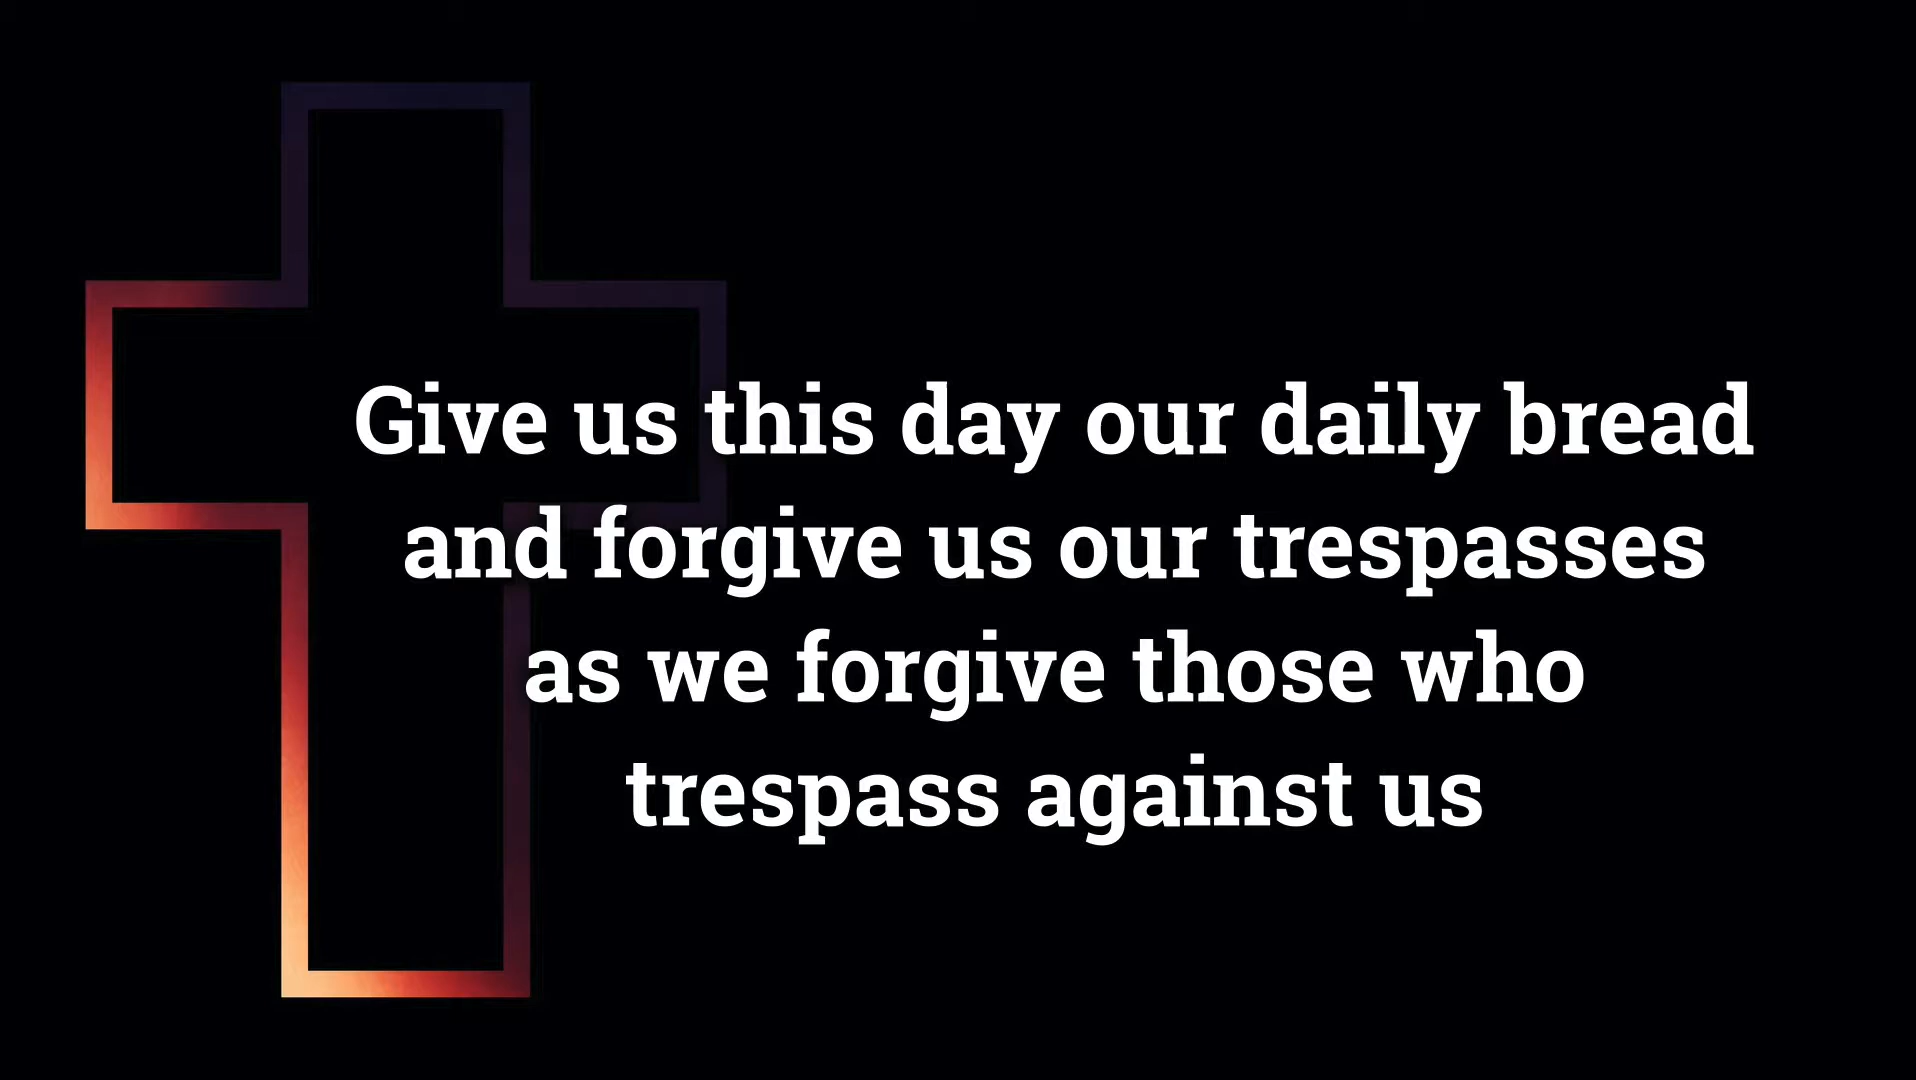 Give us this day our daily bread
and forgive us our trespasses
as we forgive those who
trespass against us